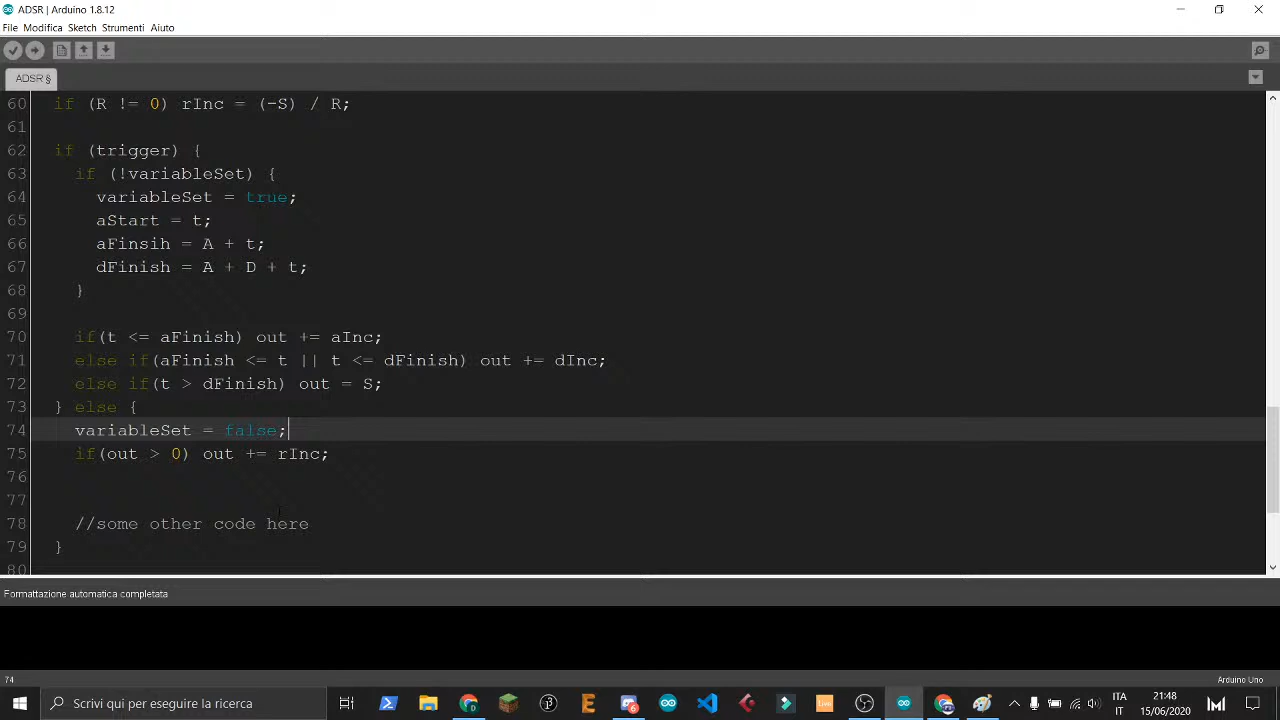 ADSR | Arduino 1.8.12
File Modifica Sketch Strumenti Aiuto
ADSR §
60 if (R != 0) rInc = (-S) / R;
61
62 if (trigger) {
63 if (!variableSet) {
64 variableSet = true;
65 aStart = t;
66 aFinsih = A + t;
67 dFinish = A + D + t;
68 }
69
70 if(t <= aFinish) out += aInc;
71 else if(aFinish <= t || t <= dFinish) out += dInc;
72 else if(t > dFinish) out = S;
73 } else {
74 variableSet = false;
75 if(out > 0) out += rInc;
76
77
78 //some other code here
79 }
80
Formattazione automatica completata
74 Arduino Uno
Scrivi qui per eseguire la ricerca
ITA 21:48
IT 15/06/2020